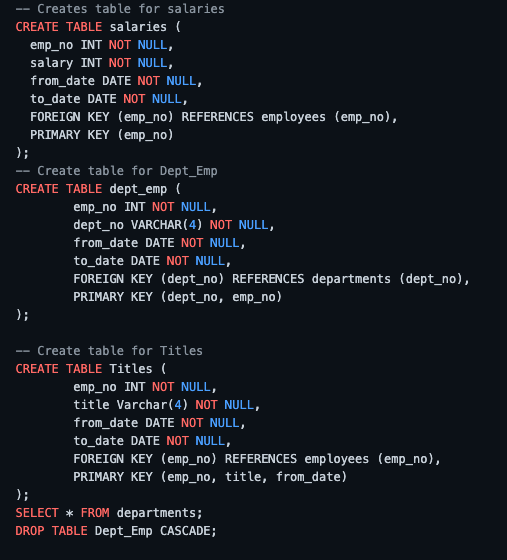 -- Creates table for salaries
CREATE TABLE salaries (
  emp_no INT NOT NULL,
  salary INT NOT NULL,
  from_date DATE NOT NULL,
  to_date DATE NOT NULL,
  FOREIGN KEY (emp_no) REFERENCES employees (emp_no),
  PRIMARY KEY (emp_no)
);
-- Create table for Dept_Emp
CREATE TABLE dept_emp (
        emp_no INT NOT NULL,
        dept_no VARCHAR(4) NOT NULL,
        from_date DATE NOT NULL,
        to_date DATE NOT NULL,
        FOREIGN KEY (dept_no) REFERENCES departments (dept_no),
        PRIMARY KEY (dept_no, emp_no)
);

-- Create table for Titles
CREATE TABLE Titles (
        emp_no INT NOT NULL,
        title Varchar(4) NOT NULL,
        from_date DATE NOT NULL,
        to_date DATE NOT NULL,
        FOREIGN KEY (emp_no) REFERENCES employees (emp_no),
        PRIMARY KEY (emp_no, title, from_date)
);
SELECT * FROM departments;
DROP TABLE Dept_Emp CASCADE;